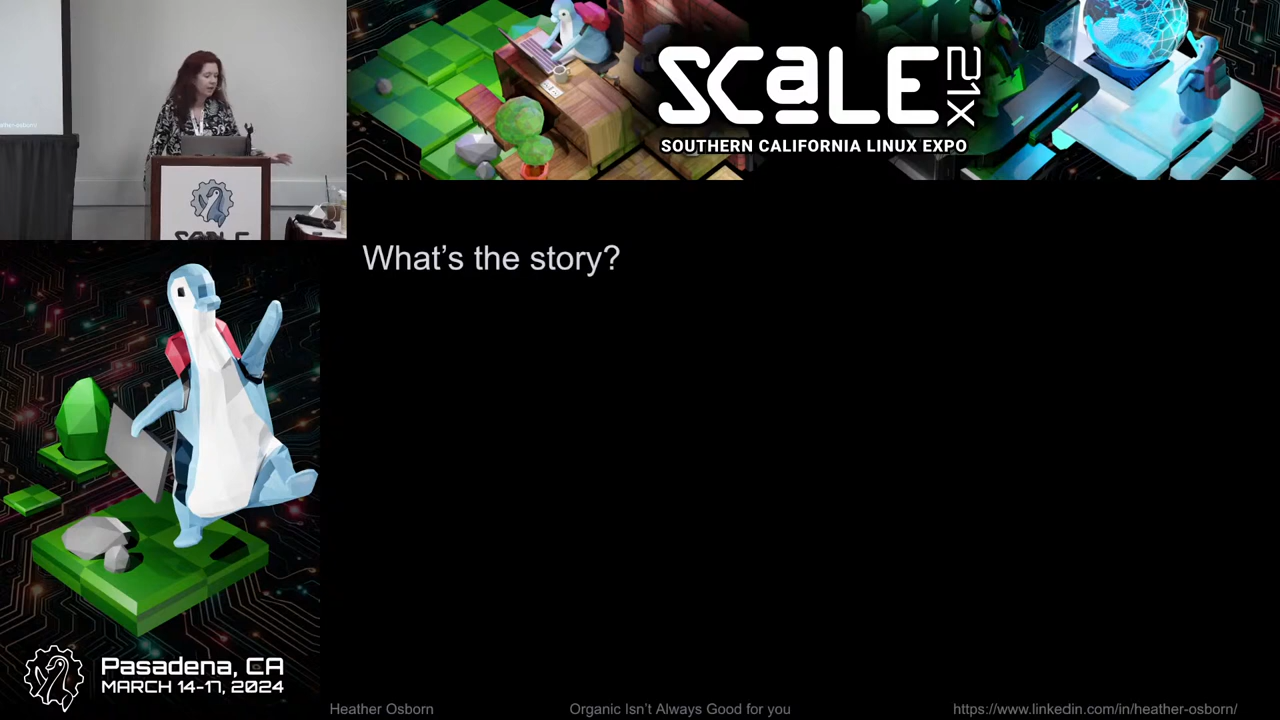 SCaLE 21X
SOUTHERN CALIFORNIA LINUX EXPO
What's the story?
Pasadena, CA
MARCH 14-17, 2024
Heather Osborn
Organic Isn't Always Good for you
https://www.linkedin.com/in/heather-osborn/